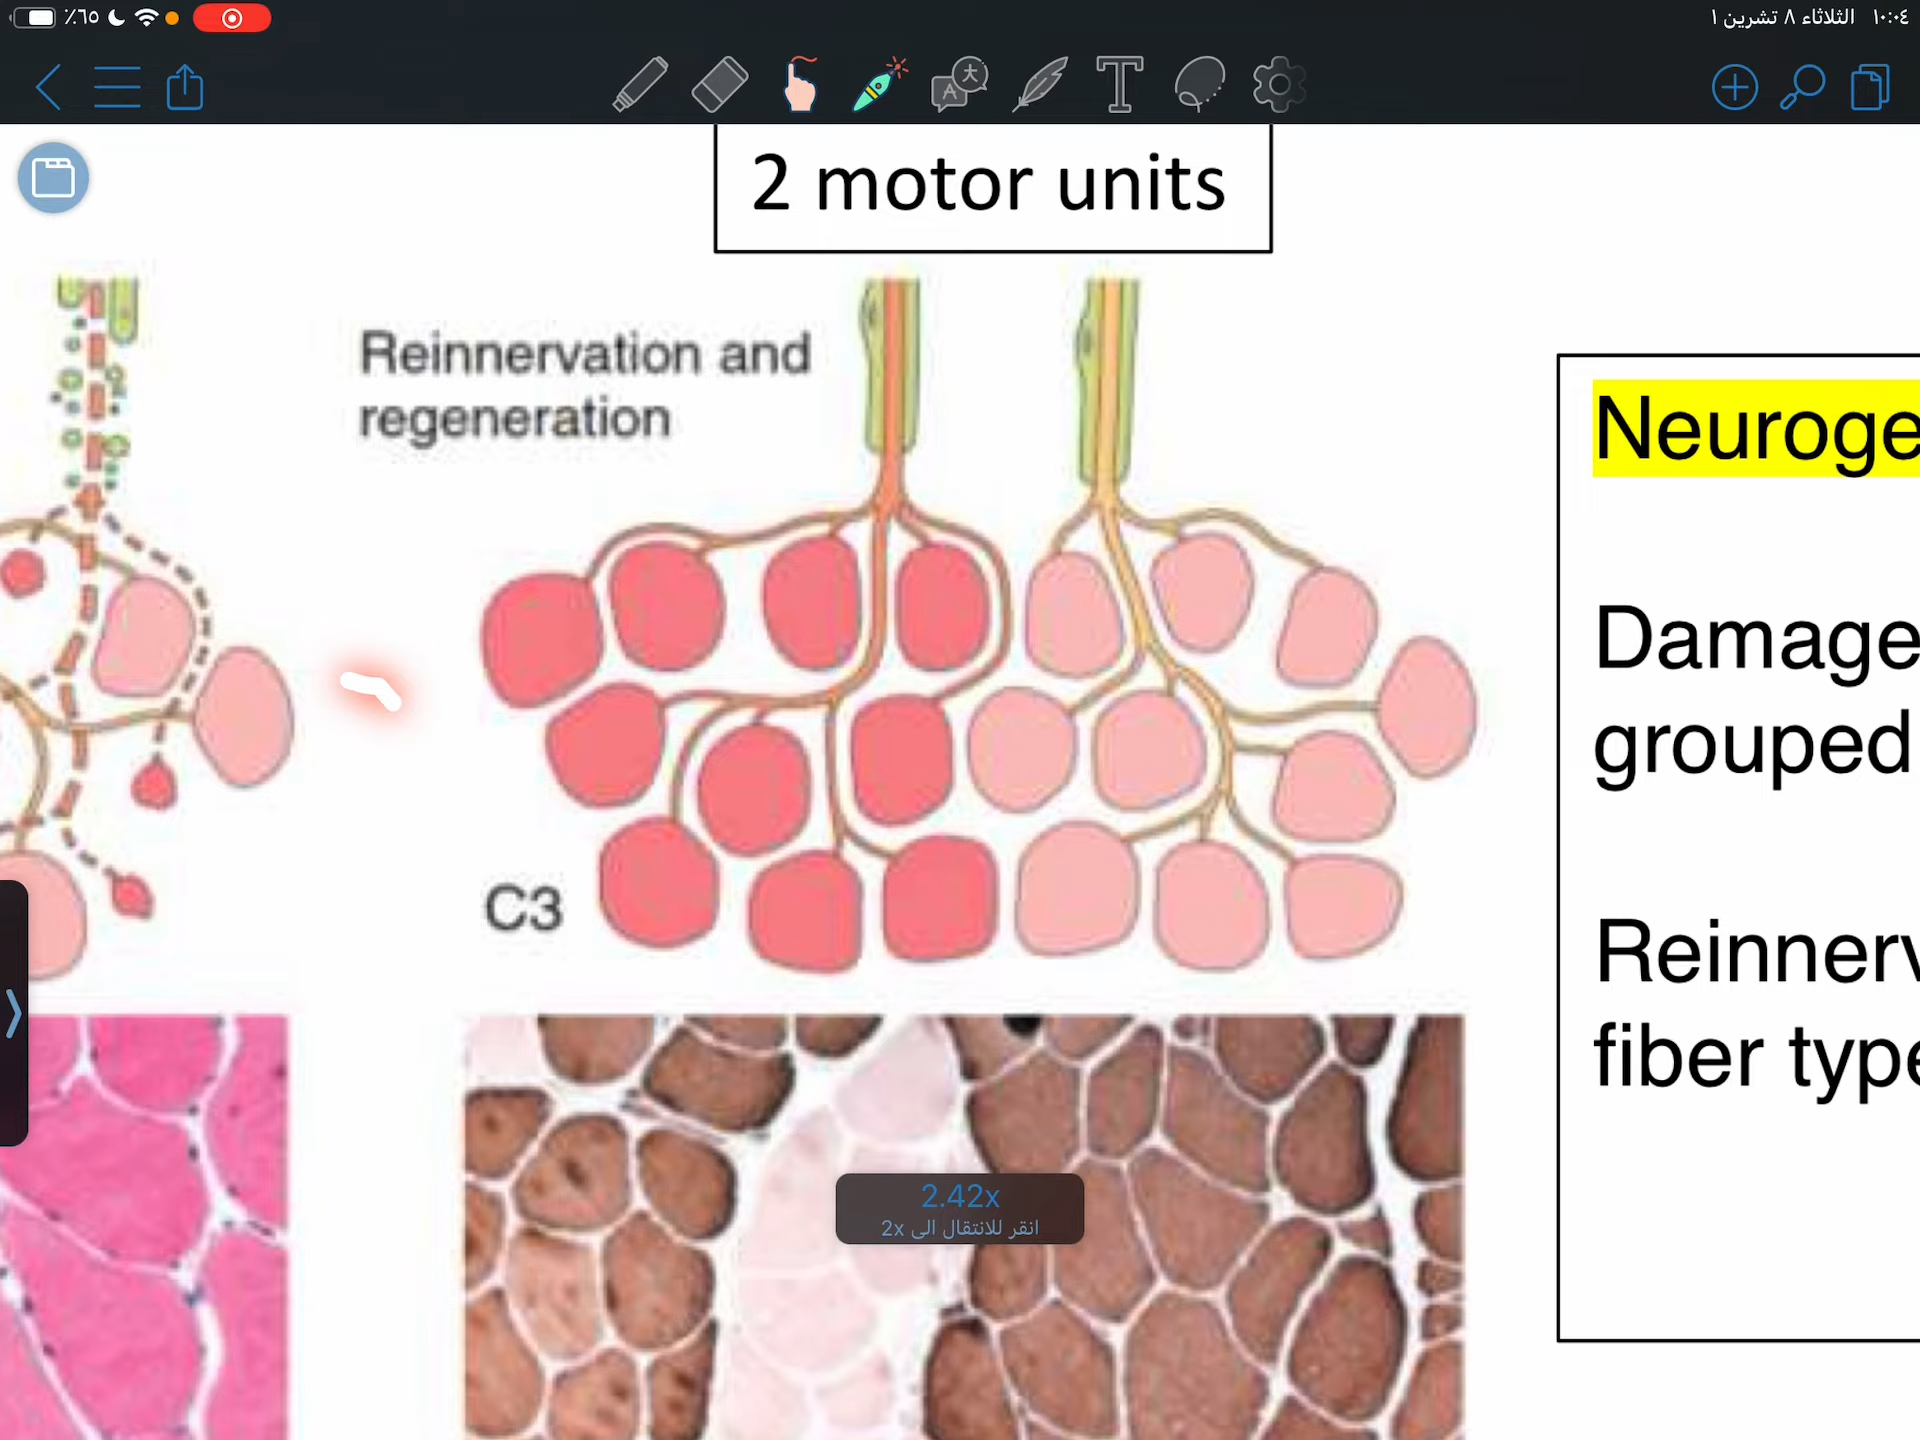 ٪٦٥
١٠:٠٤ الثلاثاء ٨ تشرين ١
2 motor units
Reinnervation and
regeneration
C3
Neuroge
Damage
grouped
Reinnerv
fiber type
2.42x
انقر للانتقال الى 2x